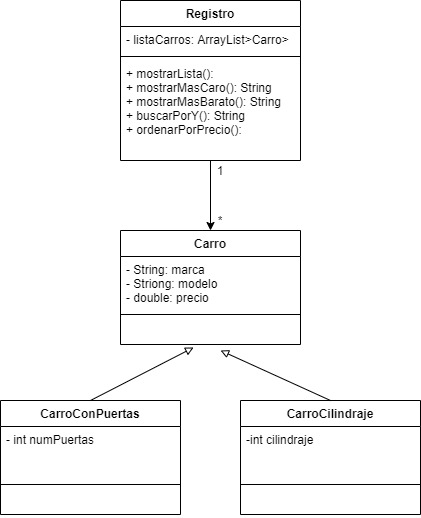 Registro
- listaCarros: ArrayList>Carro>
+ mostrarLista():
+ mostrarMasCaro(): String
+ mostrarMasBarato(): String
+ buscarPorY(): String
+ ordenarPorPrecio():
1
*
Carro
- String: marca
- Striong: modelo
- double: precio
CarroConPuertas
- int numPuertas
CarroCilindraje
-int cilindraje